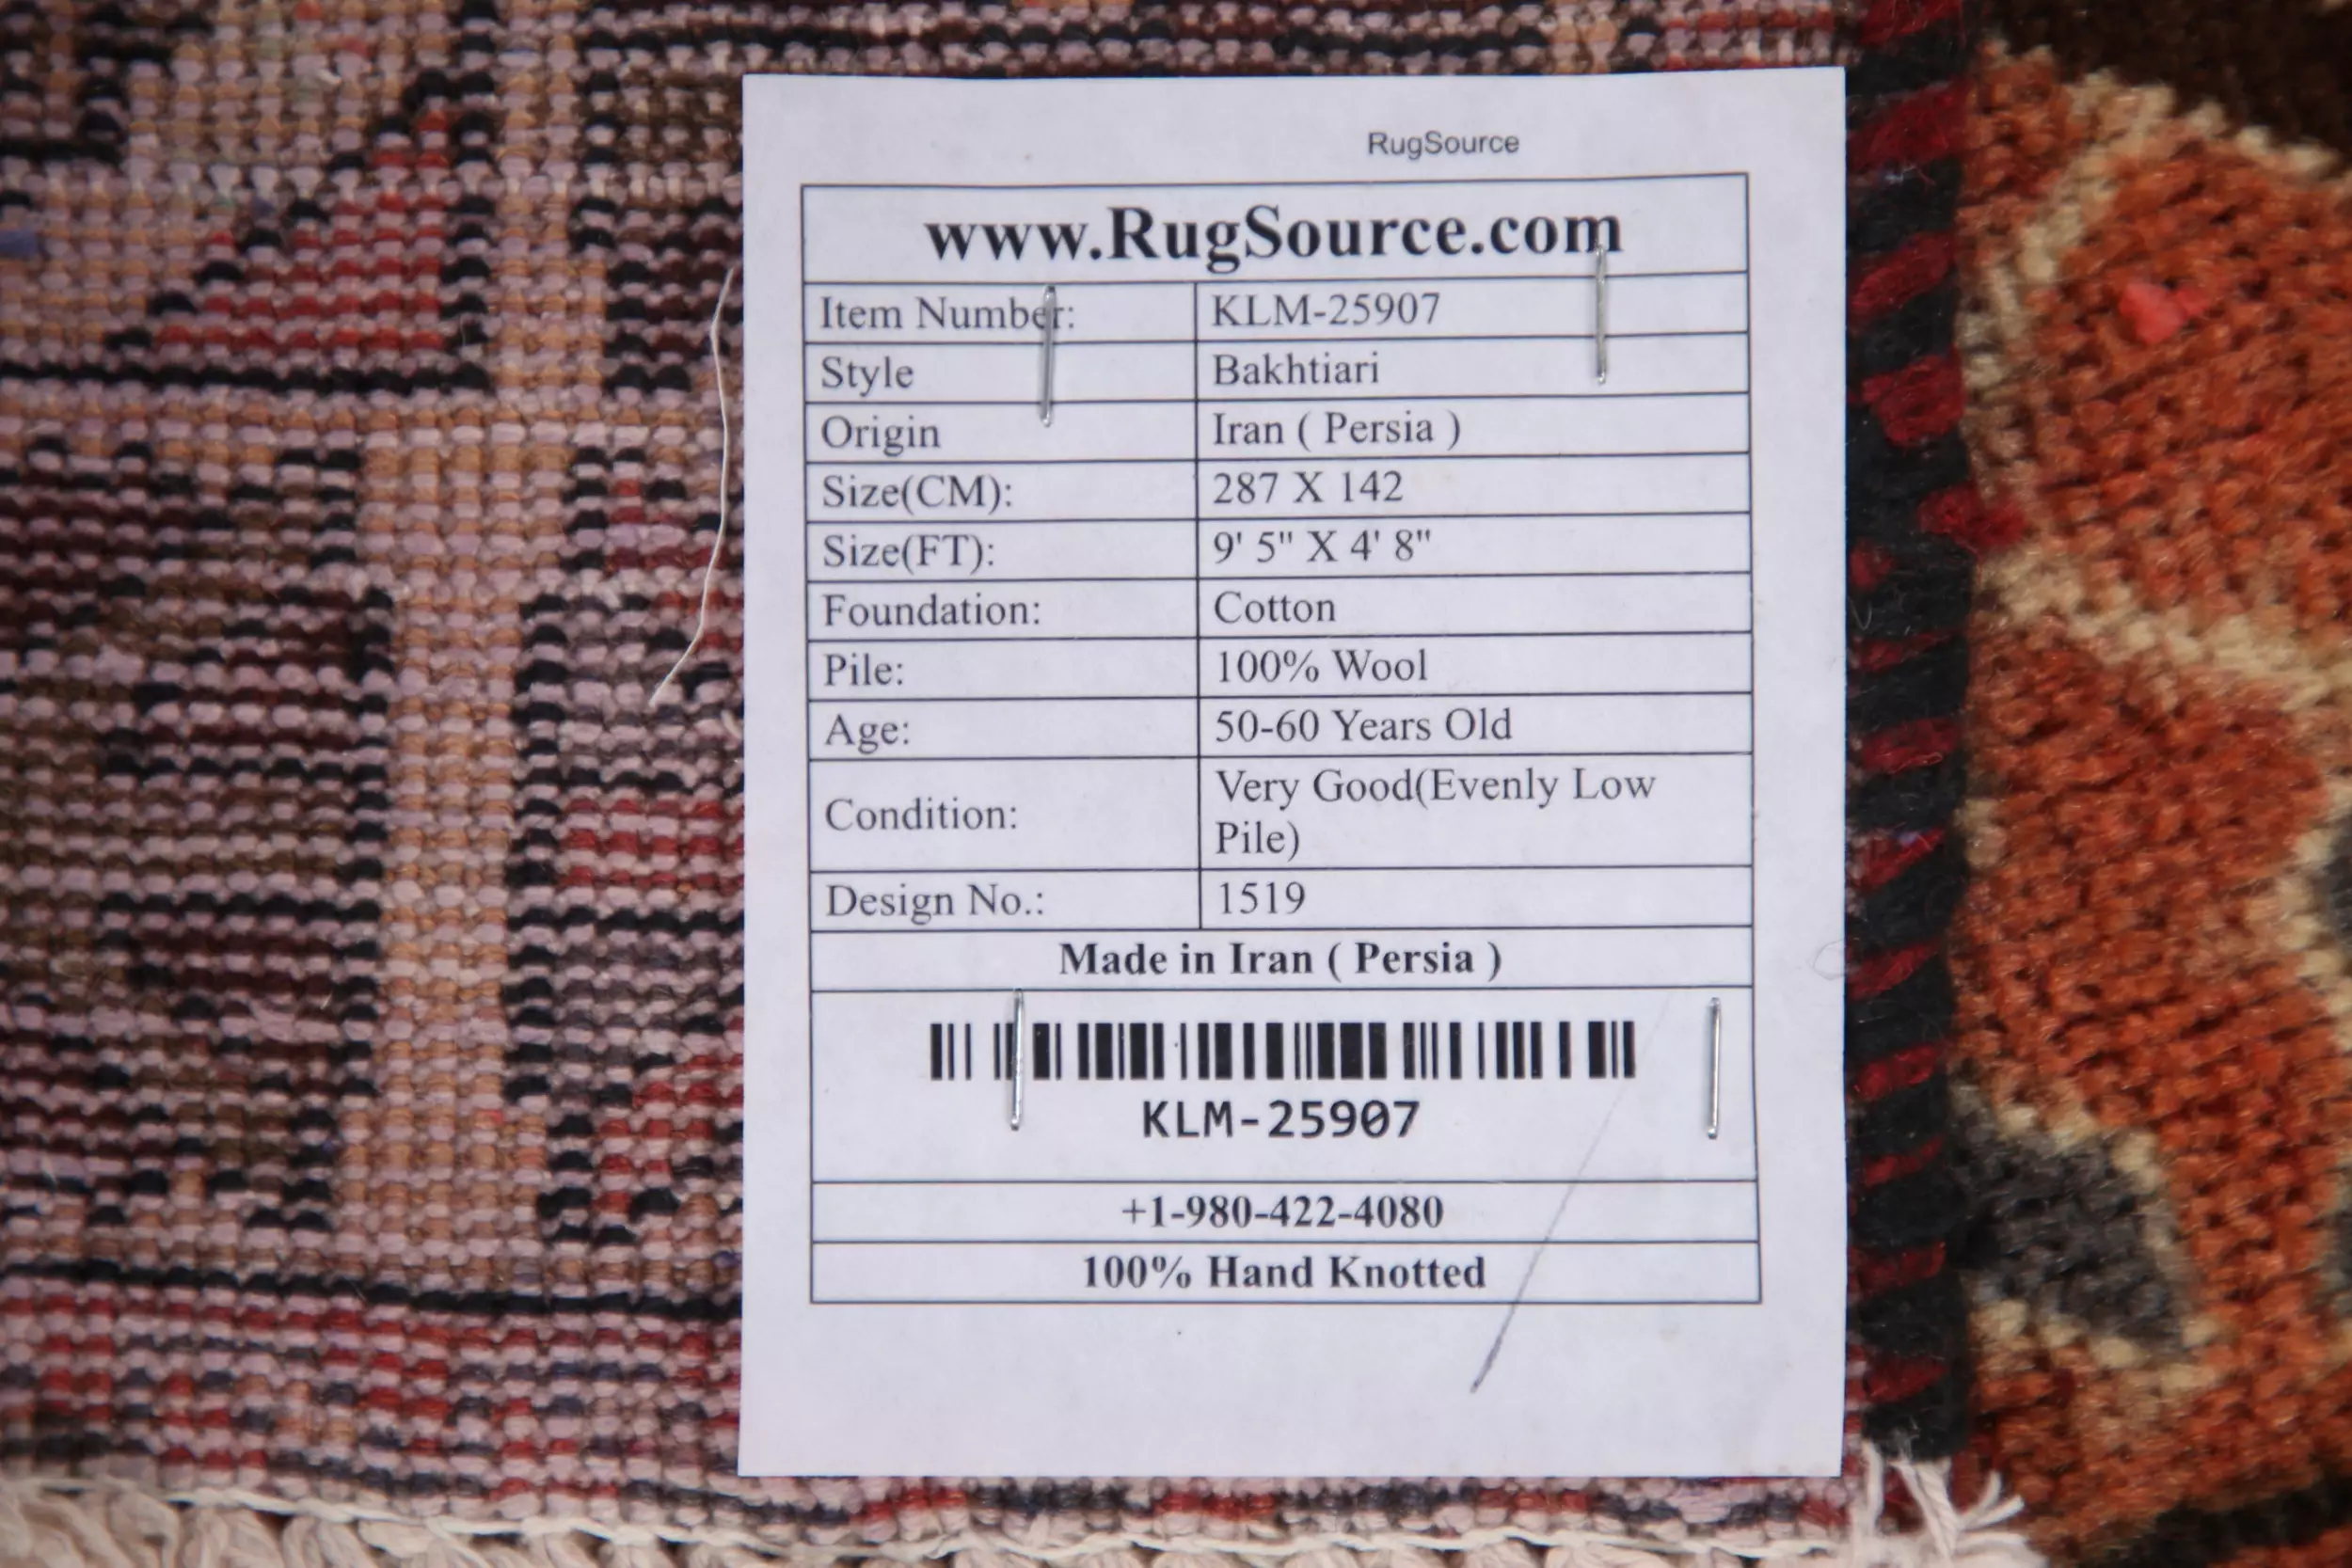 RugSource
www.RugSource.com
Item Number: KLM-25907
Style Bakhtiari
Origin Iran ( Persia )
Size(CM): 287 X 142
Size(FT): 9' 5" X 4' 8"
Foundation: Cotton
Pile: 100% Wool
Age: 50-60 Years Old
Condition: Very Good(Evenly Low
Pile)
Design No.: 1519
Made in Iran ( Persia )
KLM-25907
+1-980-422-4080
100% Hand Knotted